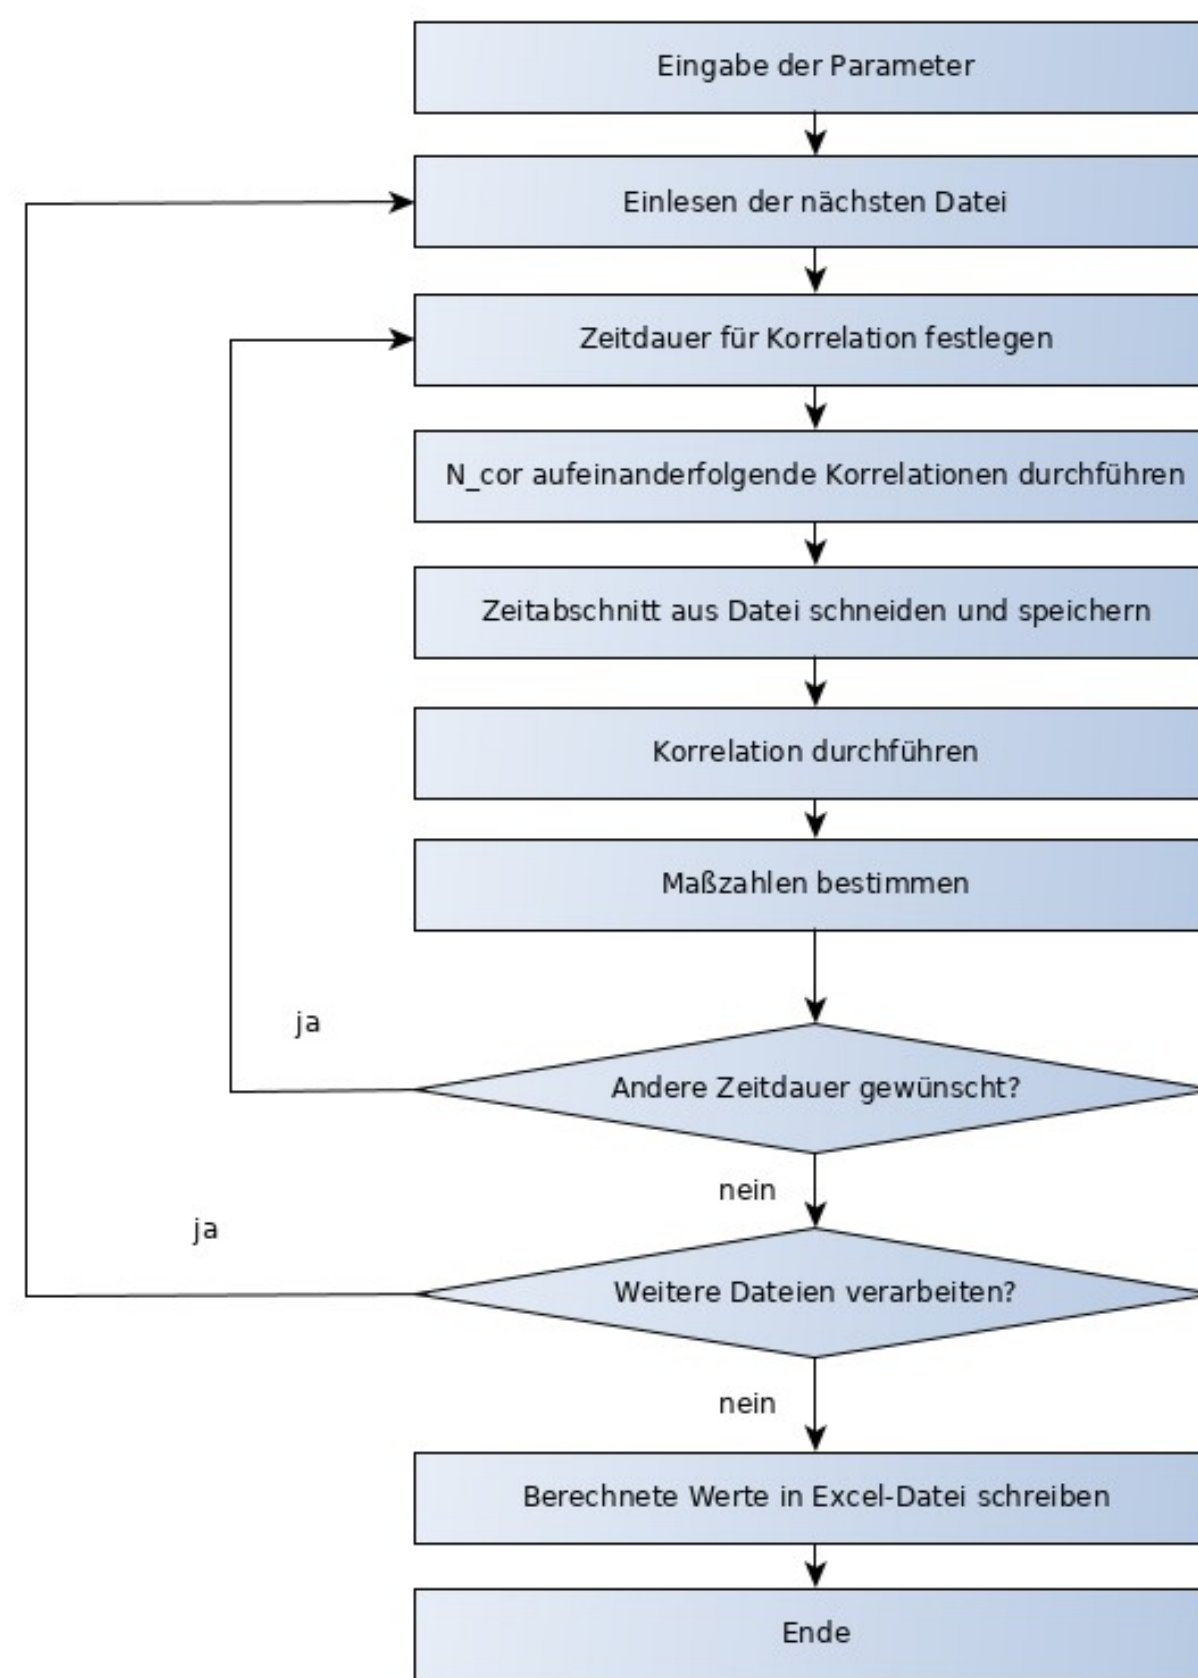 Eingabe der Parameter
Einlesen der nächsten Datei
Zeitdauer für Korrelation festlegen
N_cor aufeinanderfolgende Korrelationen durchführen
Zeitabschnitt aus Datei schneiden und speichern
Korrelation durchführen
Maßzahlen bestimmen
ja
Andere Zeitdauer gewünscht?
nein
ja
Weitere Dateien verarbeiten?
nein
Berechnete Werte in Excel-Datei schreiben
Ende